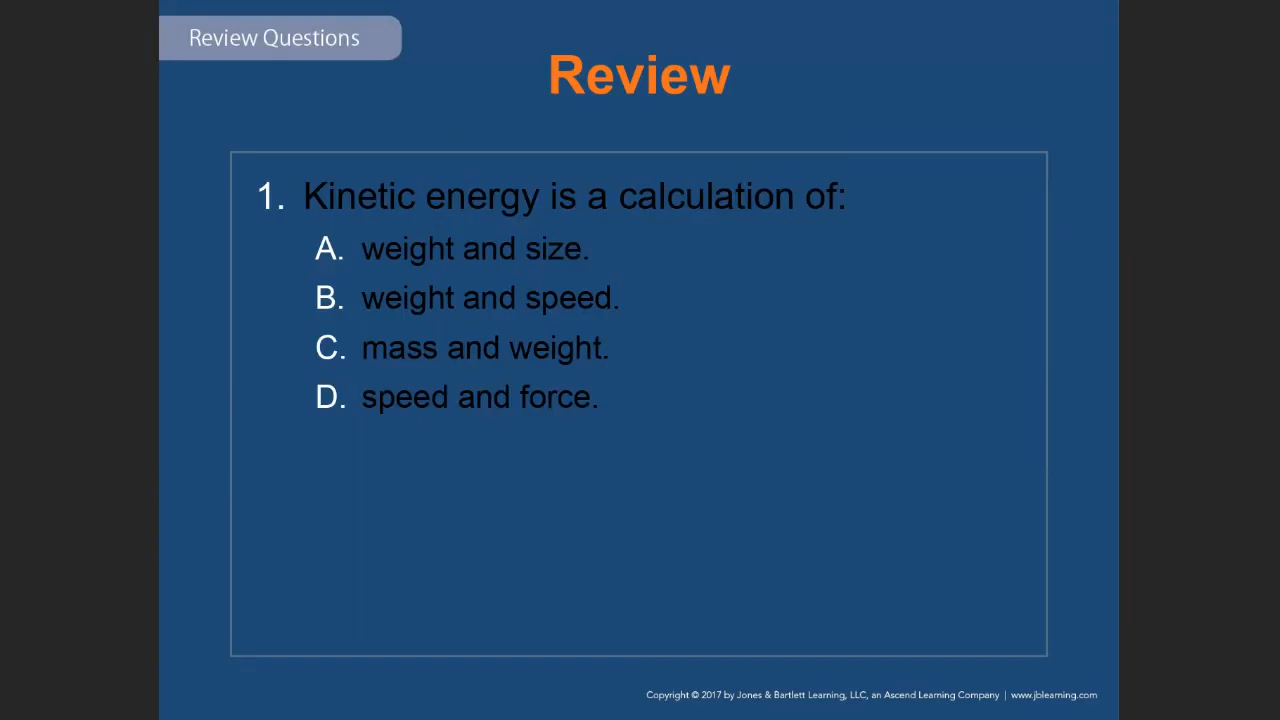 Review Questions
Review
1. Kinetic energy is a calculation of:
A. weight and size.
B. weight and speed.
C. mass and weight.
D. speed and force.
Copyright © 2017 by Jones & Bartlett Learning, LLC, an Ascend Learning Company | www.jblearning.com